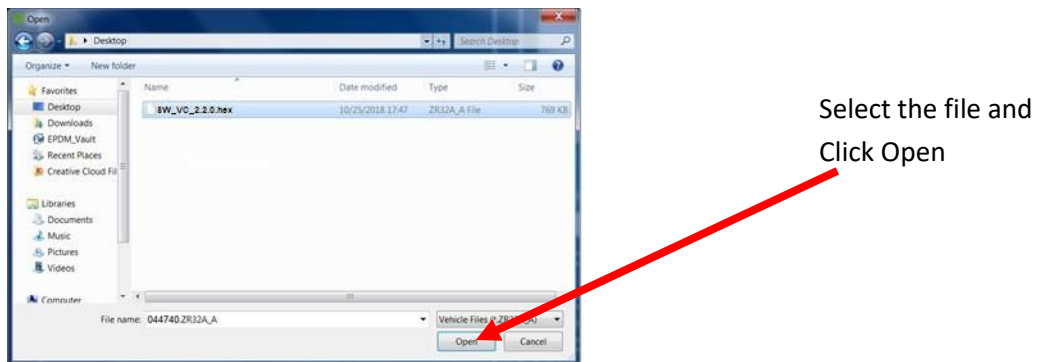 Open
Desktop
Search Desktop
Organize
New folder
Favorites
Desktop
Downloads
EPDM_Vault
Recent Places
Creative Cloud Fil
Libraries
Documents
Music
Pictures
Videos
Computer
Name Date modified Type Size
SW_VC_2.2.0.hex 10/25/2018 17:47 ZR32A_A File 769 KB
File name: 044740.ZR32A_A
Vehicle Files
Open Cancel
Select the file and
Click Open